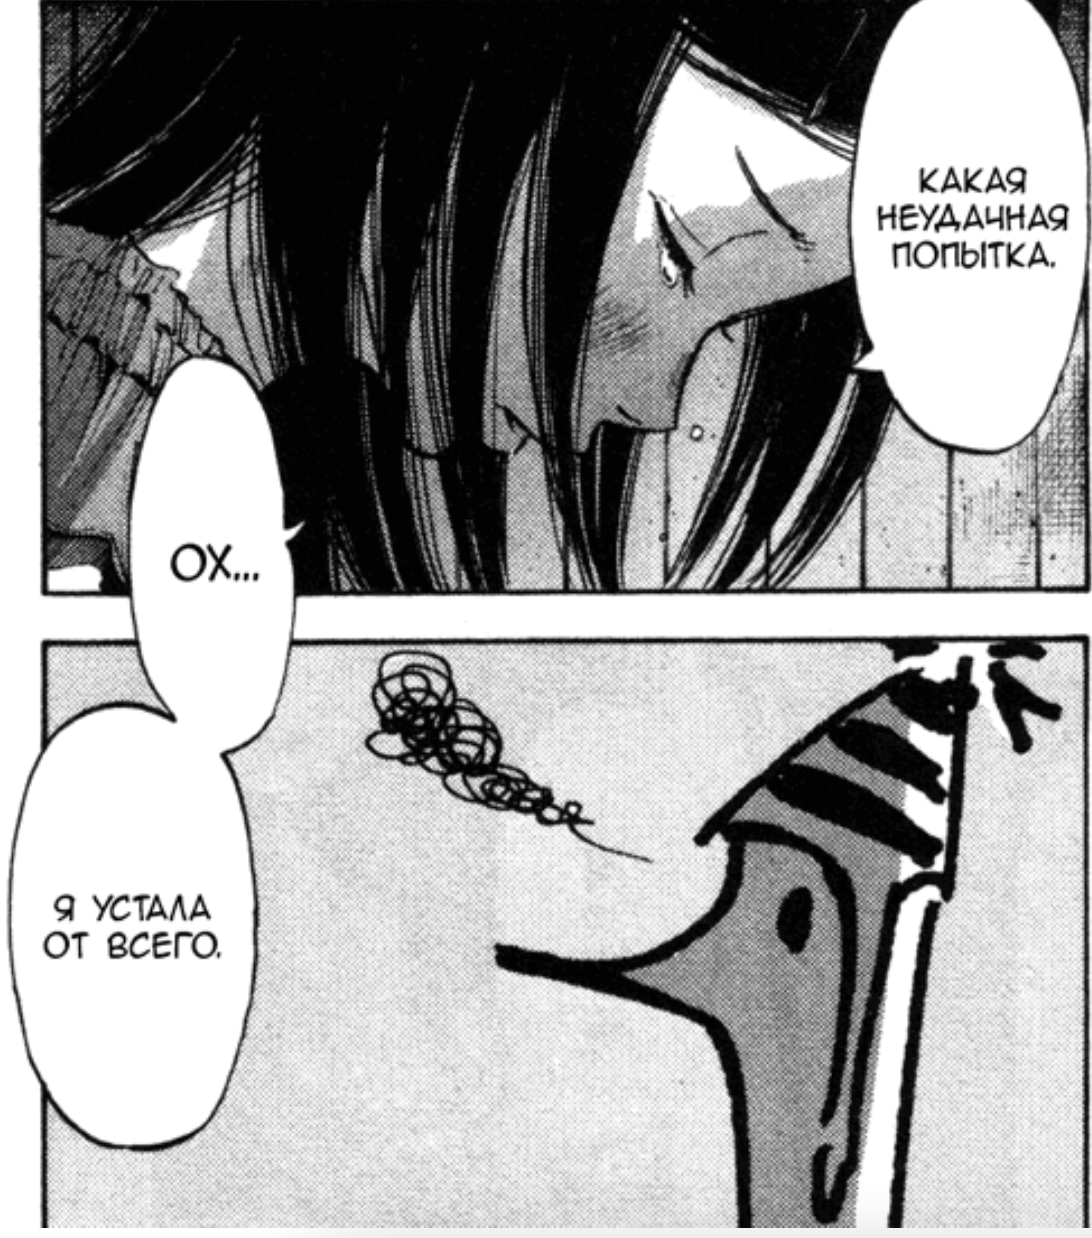 КАКАЯ
НЕУДАЧНАЯ
ПОПЫТКА.
ОХ...
Я УСТАЛА
ОТ ВСЕГО.